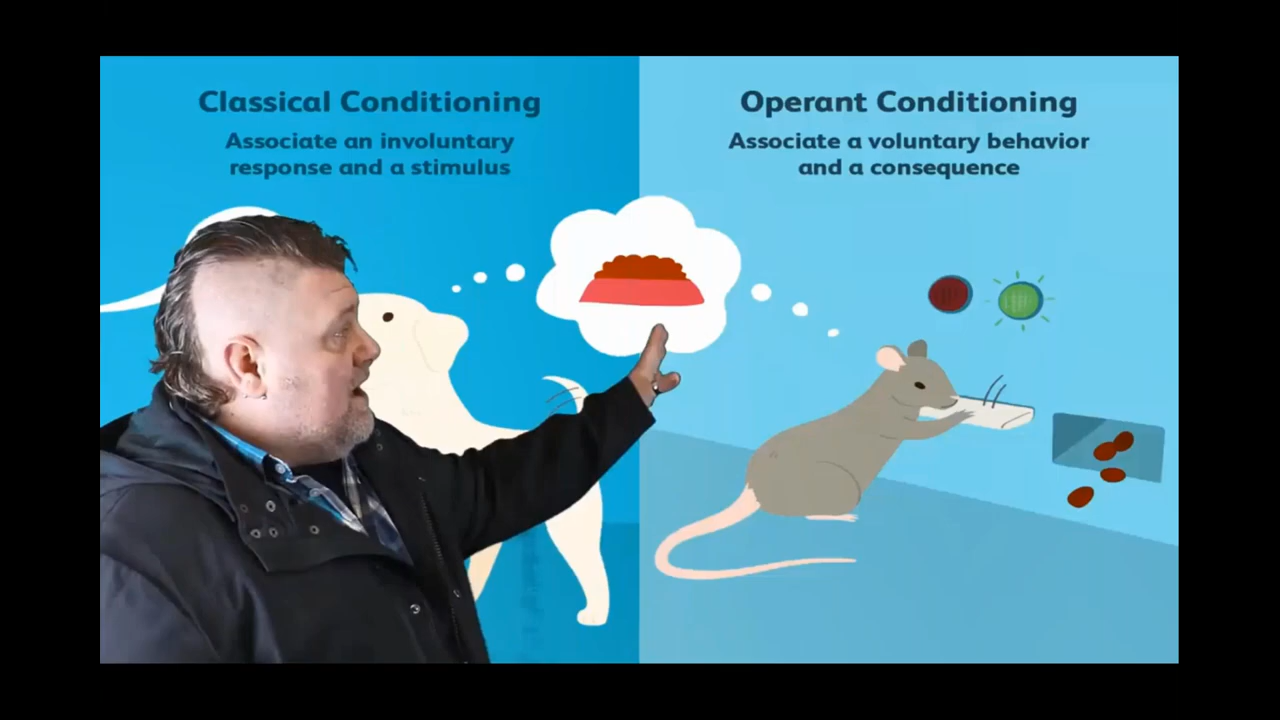 Classical Conditioning
Associate an involuntary
response and a stimulus
Operant Conditioning
Associate a voluntary behavior
and a consequence